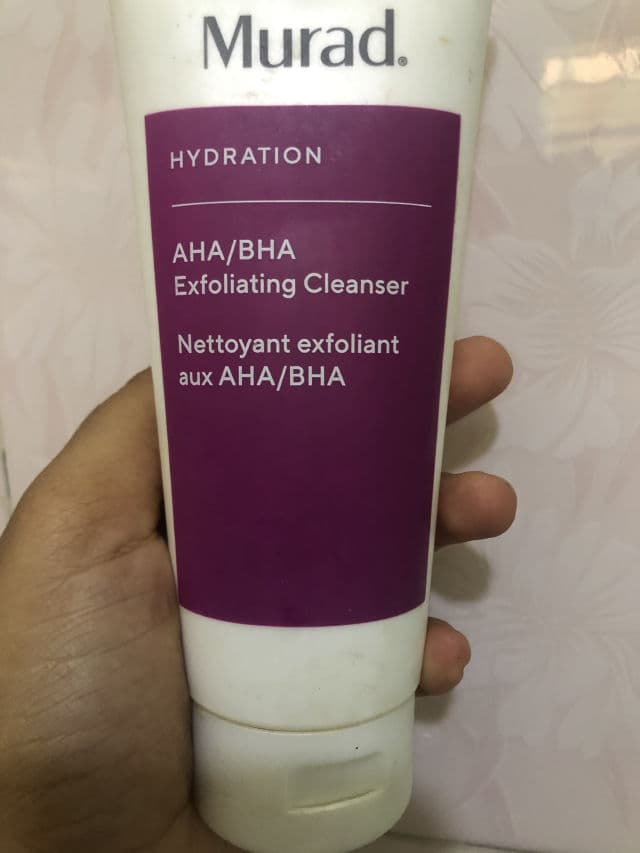 Murad.
HYDRATION
AHA/BHA
Exfoliating Cleanser
Nettoyant exfoliant
aux AHA/BHA